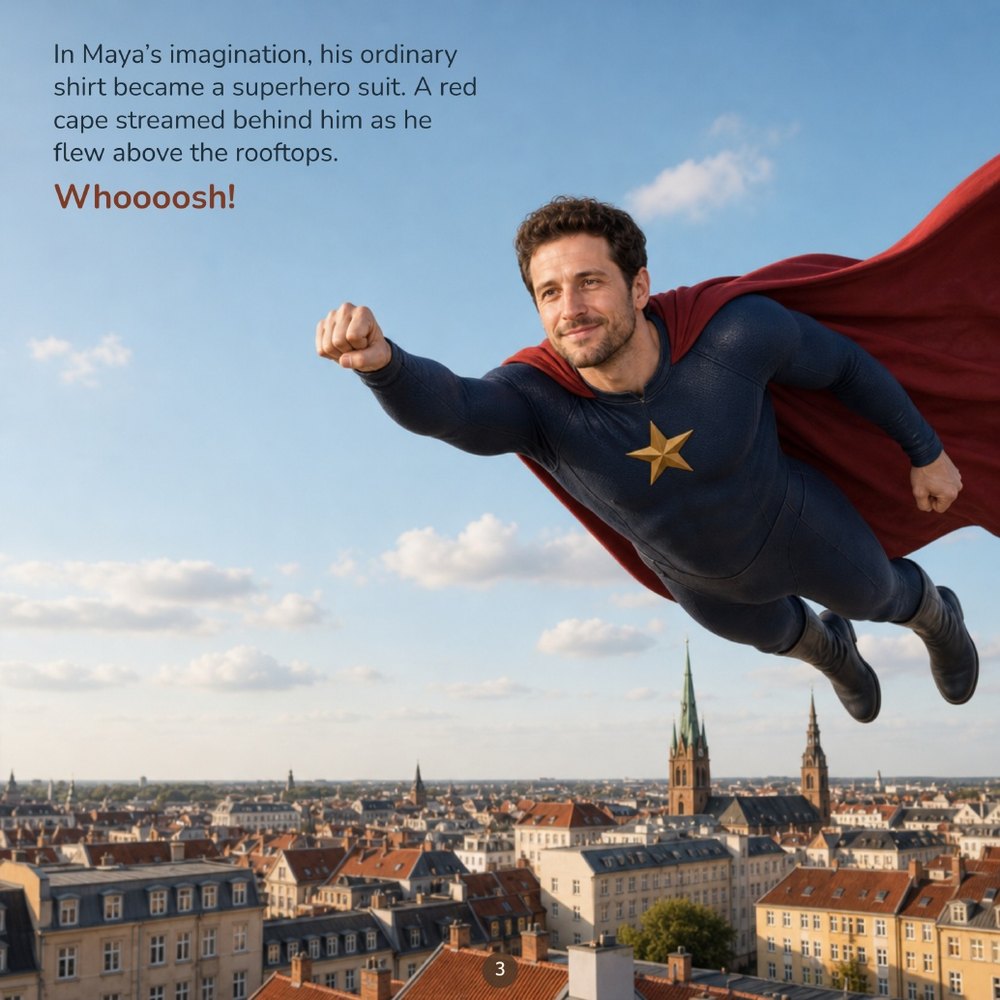 In Maya’s imagination, his ordinary
shirt became a superhero suit. A red
cape streamed behind him as he
flew above the rooftops.
Whoooosh!
3